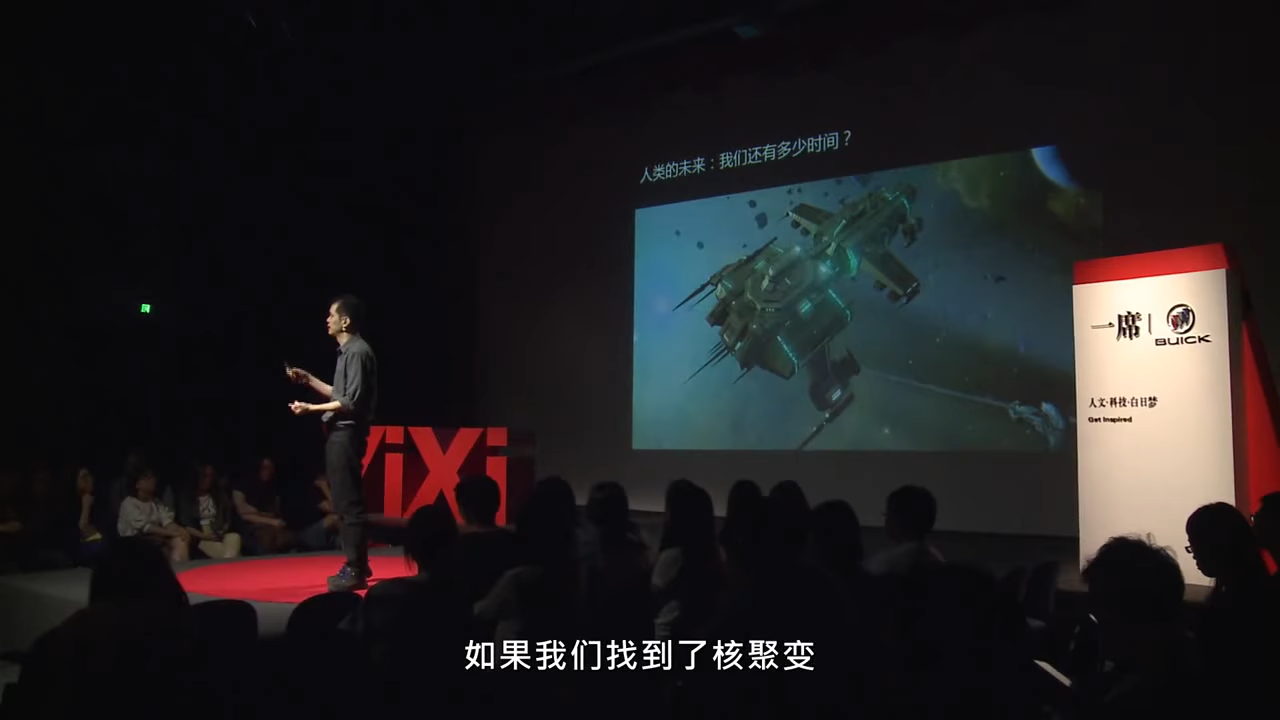 人类的未来：我们还有多少时间？
一席
BUICK
人文·科技·白日梦
Get Inspired
YiXi
如果我们找到了核聚变